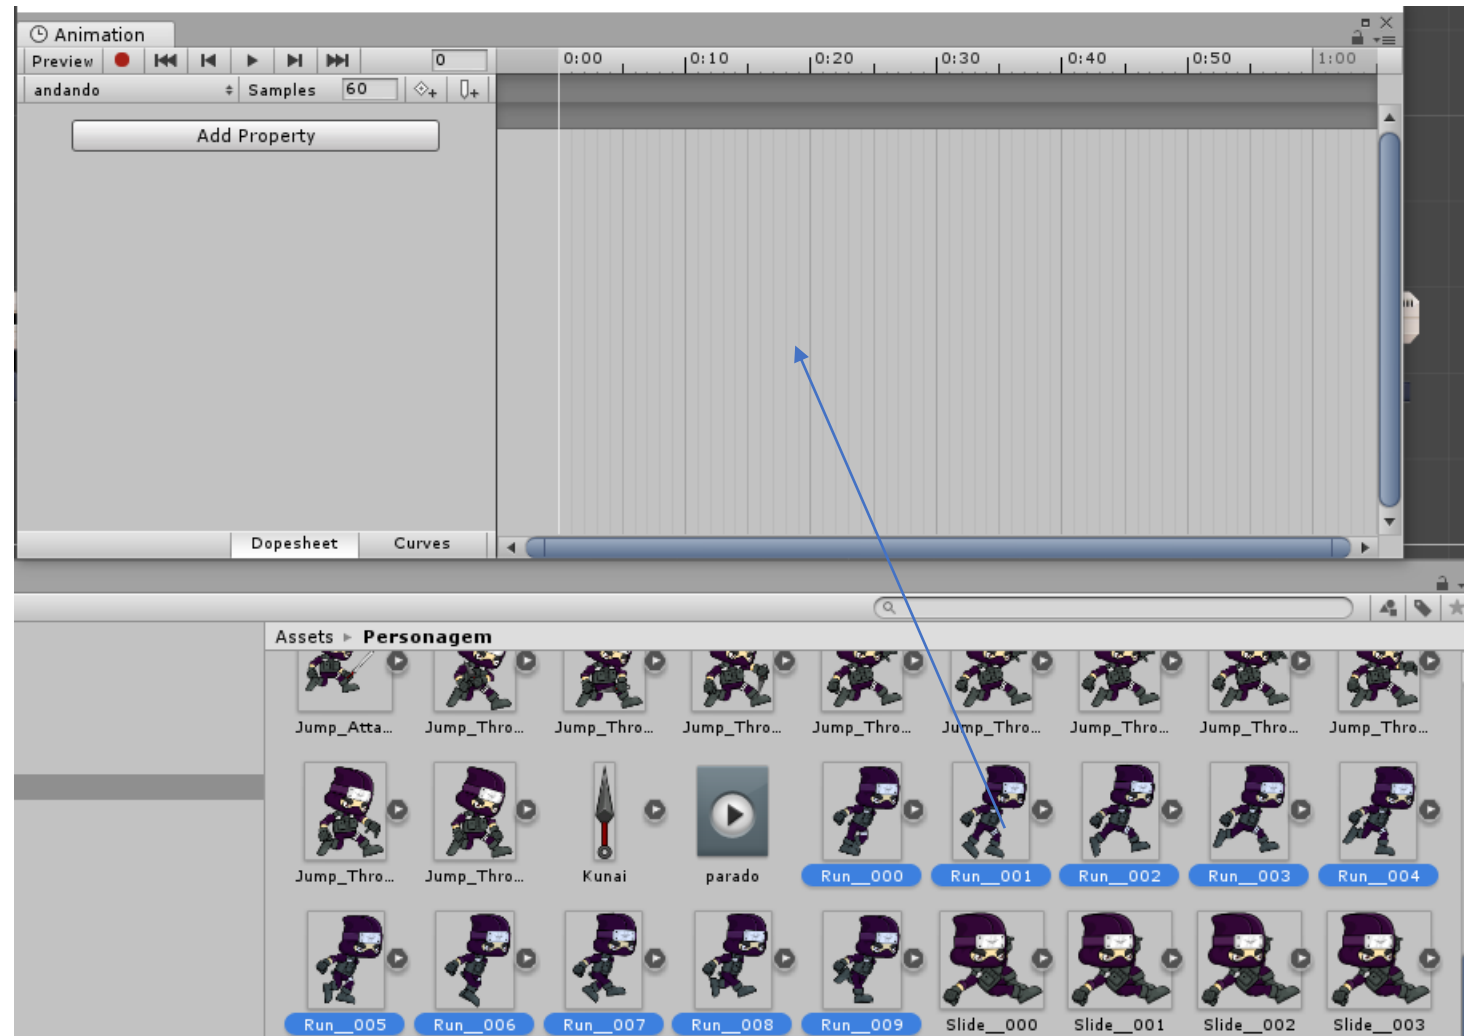 Animation
Preview 0 0:00 0:10 0:20 0:30 0:40 0:50 1:00
andando Samples 60
Add Property
Dopesheet Curves
Assets ▸ Personagem
Jump_Atta... Jump_Thro... Jump_Thro... Jump_Thro... Jump_Thro... Jump_Thro... Jump_Thro... Jump_Thro... Jump_Thro...
Jump_Thro... Jump_Thro... Kunai parado Run__000 Run__001 Run__002 Run__003 Run__004
Run__005 Run__006 Run__007 Run__008 Run__009 Slide__000 Slide__001 Slide__002 Slide__003